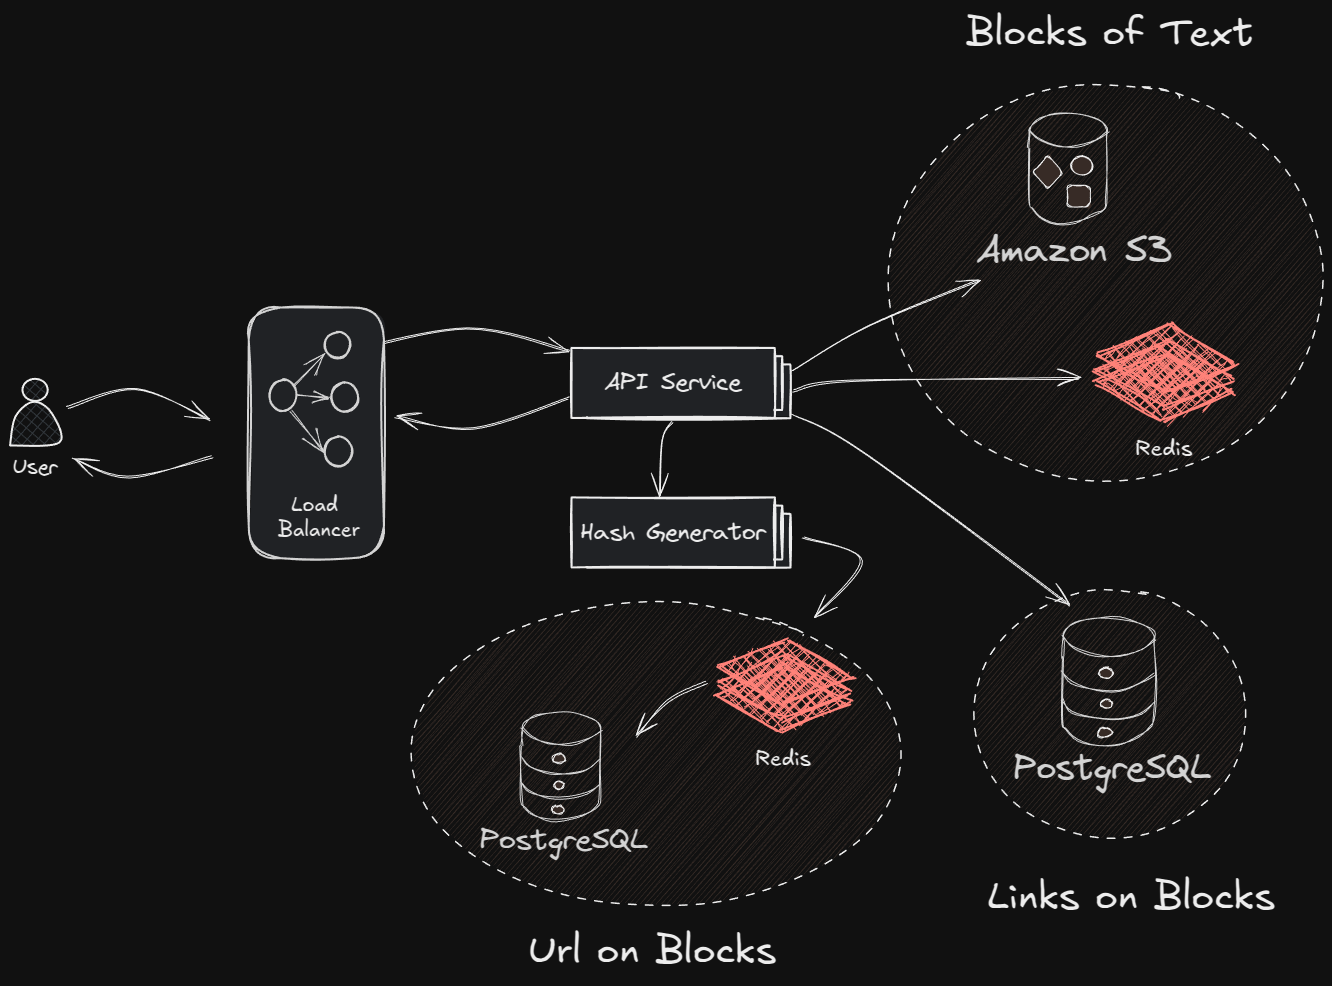 Blocks of Text
Amazon S3
Redis
API Service
User
Load
Balancer
Hash Generator
Redis
PostgreSQL
PostgreSQL
Links on Blocks
Url on Blocks